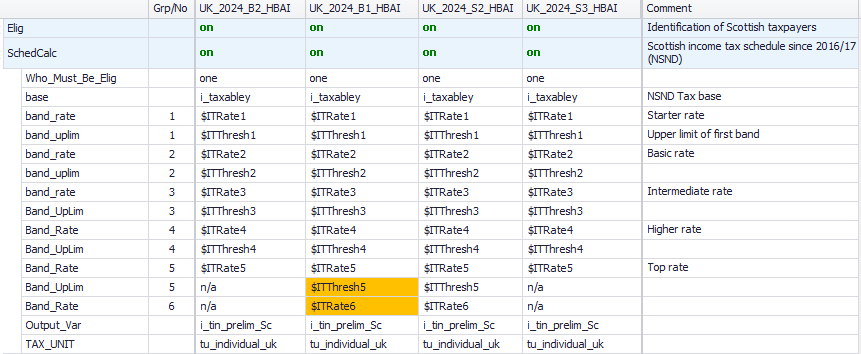 Grp/No UK_2024_B2_HBAI UK_2024_B1_HBAI UK_2024_S2_HBAI UK_2024_S3_HBAI Comment
Elig on on on on Identification of Scottish taxpayers
SchedCalc on on on on Scottish income tax schedule since 2016/17
(NSND)
Who_Must_Be_Elig one one one one
base i_taxabley i_taxabley i_taxabley i_taxabley NSND Tax base
band_rate 1 $ITRate1 $ITRate1 $ITRate1 $ITRate1 Starter rate
band_uplim 1 $ITThresh1 $ITThresh1 $ITThresh1 $ITThresh1 Upper limit of first band
band_rate 2 $ITRate2 $ITRate2 $ITRate2 $ITRate2 Basic rate
band_uplim 2 $ITThresh2 $ITThresh2 $ITThresh2 $ITThresh2
band_rate 3 $ITRate3 $ITRate3 $ITRate3 $ITRate3 Intermediate rate
Band_UpLim 3 $ITThresh3 $ITThresh3 $ITThresh3 $ITThresh3
Band_Rate 4 $ITRate4 $ITRate4 $ITRate4 $ITRate4 Higher rate
Band_UpLim 4 $ITThresh4 $ITThresh4 $ITThresh4 $ITThresh4
Band_Rate 5 $ITRate5 $ITRate5 $ITRate5 $ITRate5 Top rate
Band_UpLim 5 n/a $ITThresh5 $ITThresh5 n/a
Band_Rate 6 n/a $ITRate6 $ITRate6 n/a
Output_Var i_tin_prelim_Sc i_tin_prelim_Sc i_tin_prelim_Sc i_tin_prelim_Sc
TAX_UNIT tu_individual_uk tu_individual_uk tu_individual_uk tu_individual_uk